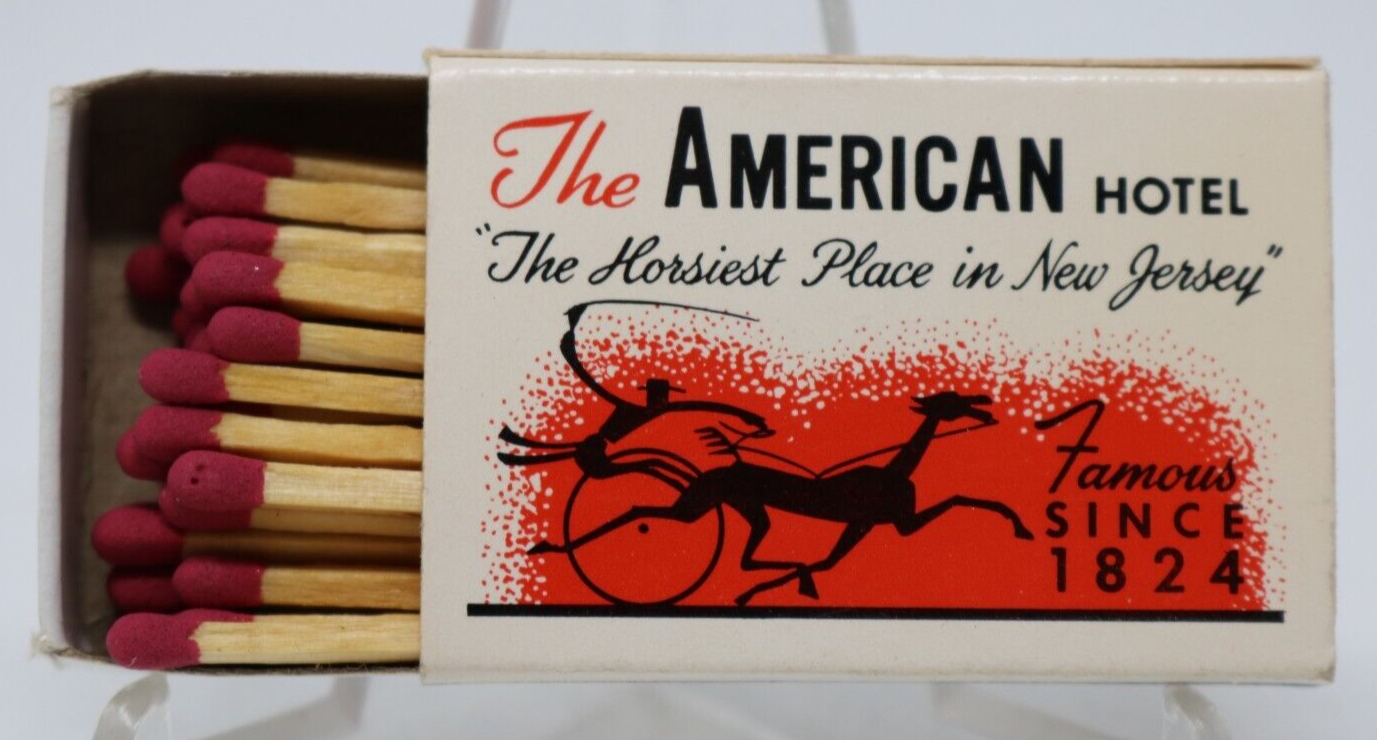 The AMERICAN HOTEL
"The Horsiest Place in New Jersey"
Famous
SINCE
1824